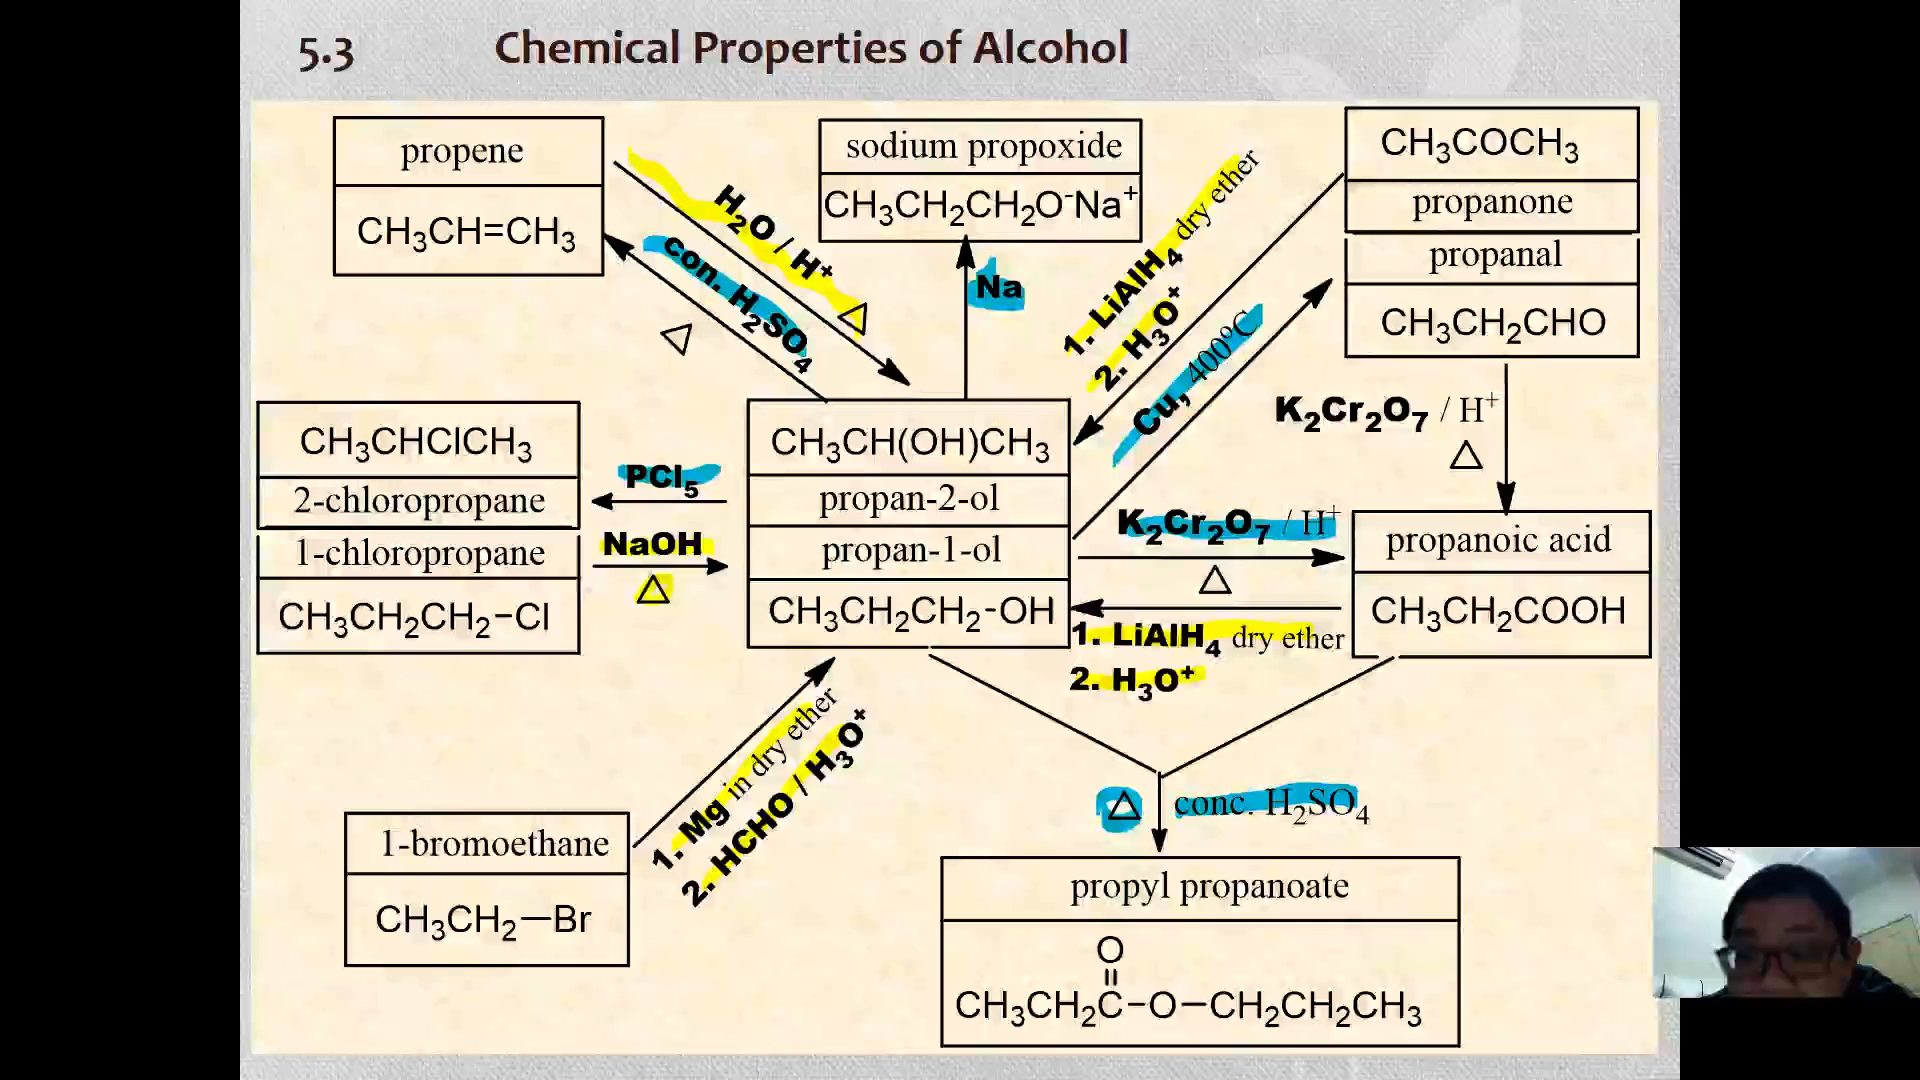 5.3 Chemical Properties of Alcohol
propene
CH₃CH=CH₃
H₂O / H⁺
△
con. H₂SO₄
△
sodium propoxide
CH₃CH₂CH₂O⁻Na⁺
Na
1. LiAlH₄ dry ether
2. H₃O⁺
Cu, 400°C
CH₃COCH₃
propanone
propanal
CH₃CH₂CHO
K₂Cr₂O₇ / H⁺
△
CH₃CHClCH₃
2-chloropropane
1-chloropropane
CH₃CH₂CH₂–Cl
PCl₅
NaOH
△
CH₃CH(OH)CH₃
propan-2-ol
propan-1-ol
CH₃CH₂CH₂-OH
K₂Cr₂O₇ / H⁺
△
1. LiAlH₄ dry ether
2. H₃O⁺
propanoic acid
CH₃CH₂COOH
1-bromoethane
CH₃CH₂—Br
1. Mg in dry ether
2. HCHO / H₃O⁺
△ conc. H₂SO₄
propyl propanoate
O
CH₃CH₂C–O–CH₂CH₂CH₃